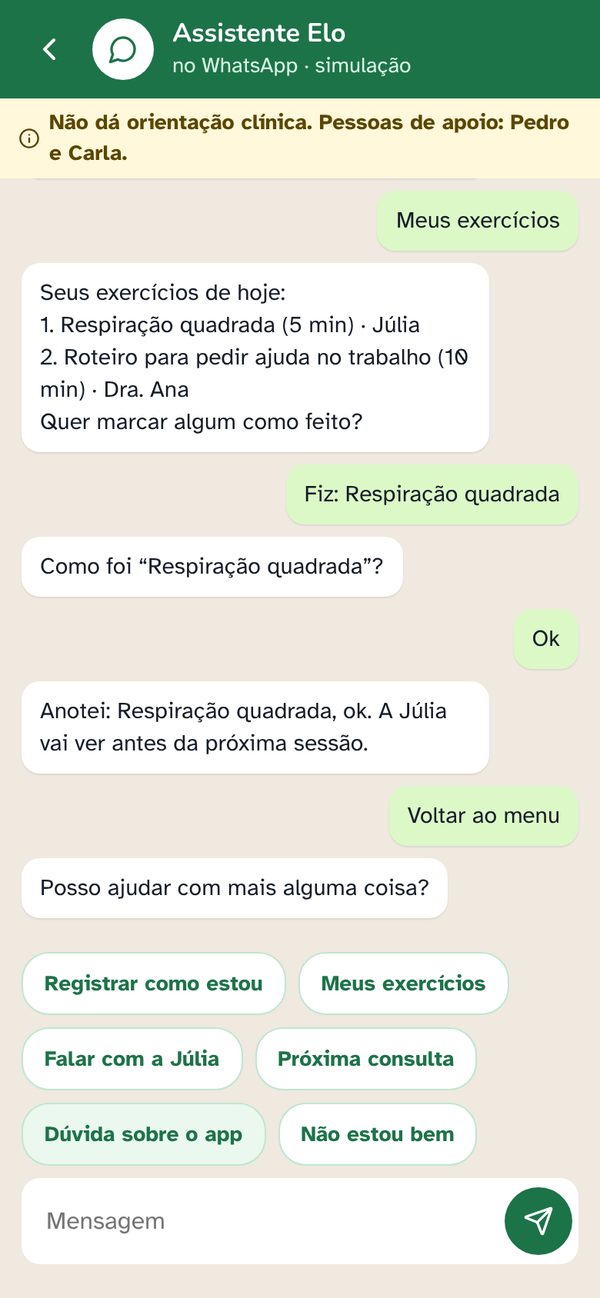 Assistente Elo
no WhatsApp · simulação
Não dá orientação clínica. Pessoas de apoio: Pedro
e Carla.
Meus exercícios
Seus exercícios de hoje:
1. Respiração quadrada (5 min) · Júlia
2. Roteiro para pedir ajuda no trabalho (10
min) · Dra. Ana
Quer marcar algum como feito?
Fiz: Respiração quadrada
Como foi “Respiração quadrada”?
Ok
Anotei: Respiração quadrada, ok. A Júlia
vai ver antes da próxima sessão.
Voltar ao menu
Posso ajudar com mais alguma coisa?
Registrar como estou
Meus exercícios
Falar com a Júlia
Próxima consulta
Dúvida sobre o app
Não estou bem
Mensagem